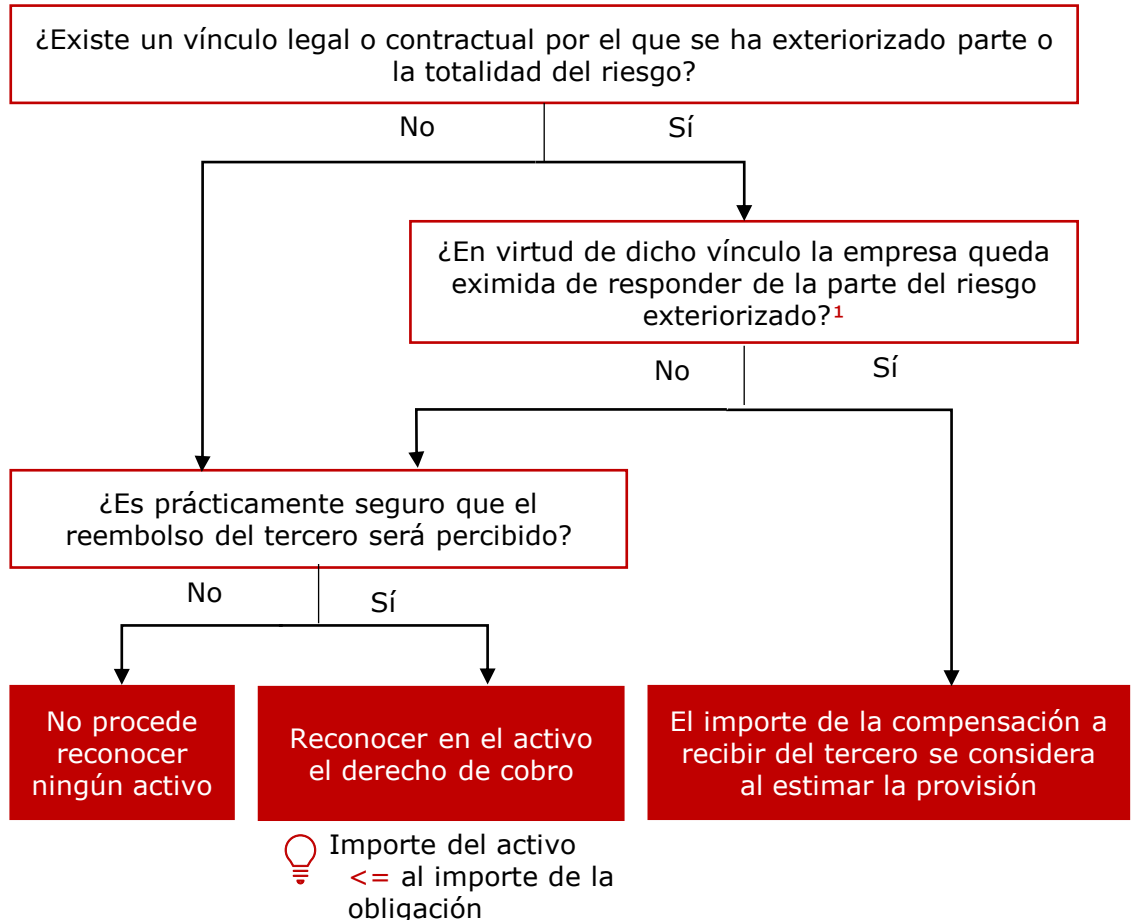 ¿Existe un vínculo legal o contractual por el que se ha exteriorizado parte o
la totalidad del riesgo?
No
Sí
¿En virtud de dicho vínculo la empresa queda
eximida de responder de la parte del riesgo
exteriorizado?¹
No
Sí
¿Es prácticamente seguro que el
reembolso del tercero será percibido?
No
Sí
No procede
reconocer
ningún activo
Reconocer en el activo
el derecho de cobro
El importe de la compensación a
recibir del tercero se considera
al estimar la provisión
Importe del activo
<= al importe de la
obligación